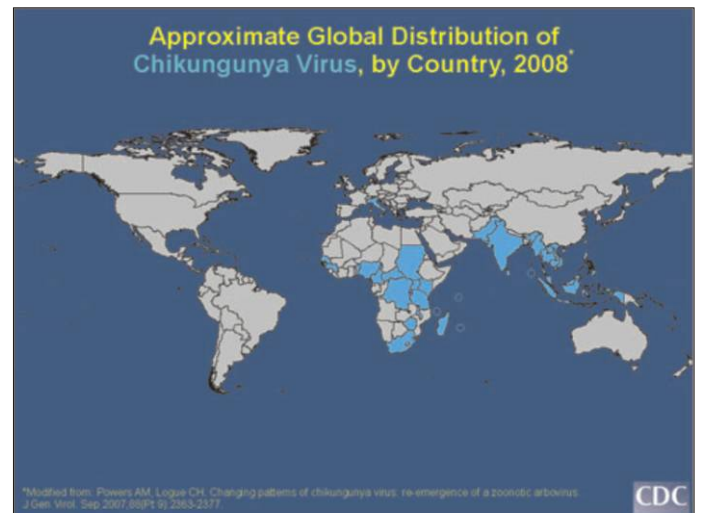 Approximate Global Distribution of
Chikungunya Virus, by Country, 2008*
*Modified from: Powers AM, Logue CH. Changing patterns of chikungunya virus: re-emergence of a zoonotic arbovirus.
J Gen Virol. Sep 2007;88(Pt 9):2363-2377.
CDC